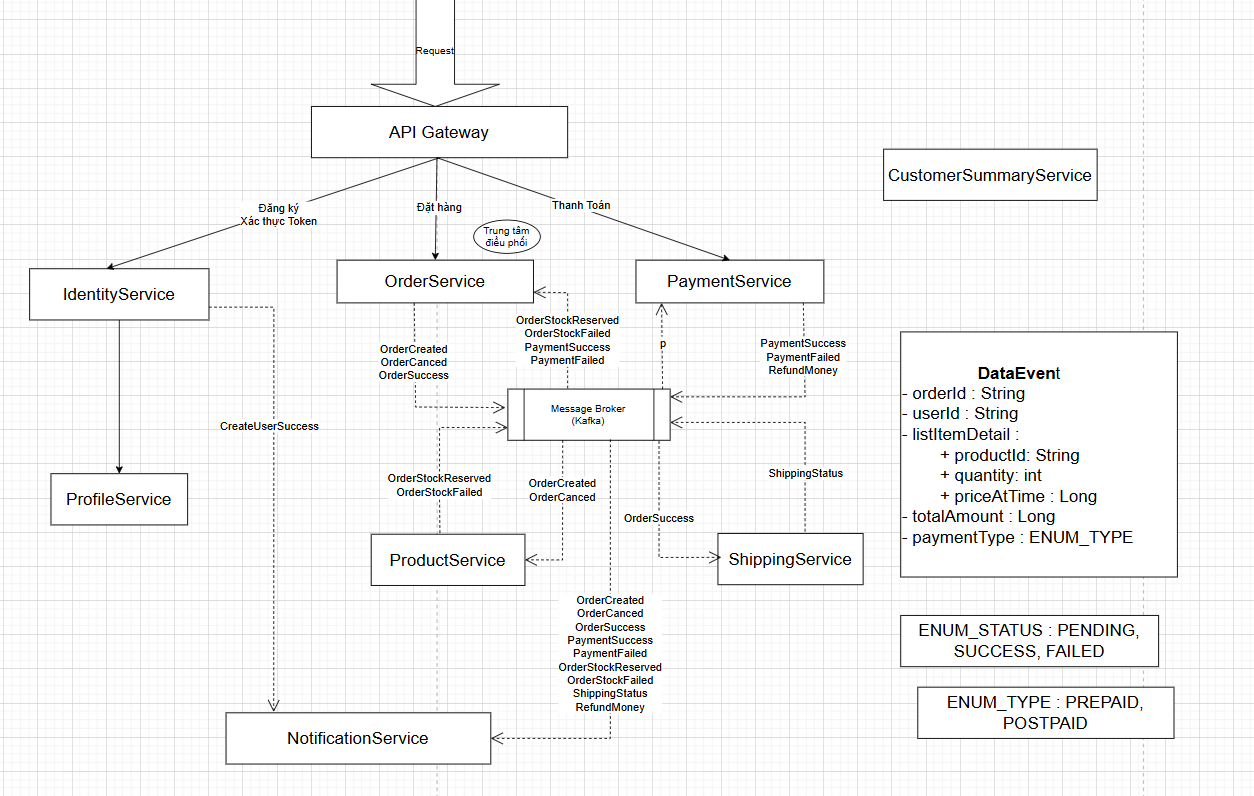 Request
API Gateway
CustomerSummaryService
Đăng ký
Xác thực Token
Đặt hàng
Thanh Toán
Trung tâm
điều phối
IdentityService
OrderService
PaymentService
OrderStockReserved
OrderStockFailed
PaymentSuccess
PaymentFailed
OrderCreated
OrderCanced
OrderSuccess
p
PaymentSuccess
PaymentFailed
RefundMoney
DataEvent
- orderId : String
- userId : String
- listItemDetail :
+ productId: String
+ quantity: int
+ priceAtTime : Long
- totalAmount : Long
- paymentType : ENUM_TYPE
Message Broker
(Kafka)
CreateUserSuccess
OrderStockReserved
OrderStockFailed
OrderCreated
OrderCanced
ShippingStatus
OrderSuccess
ProfileService
ProductService
ShippingService
OrderCreated
OrderCanced
OrderSuccess
PaymentSuccess
PaymentFailed
OrderStockReserved
OrderStockFailed
ShippingStatus
RefundMoney
ENUM_STATUS : PENDING,
SUCCESS, FAILED
ENUM_TYPE : PREPAID,
POSTPAID
NotificationService